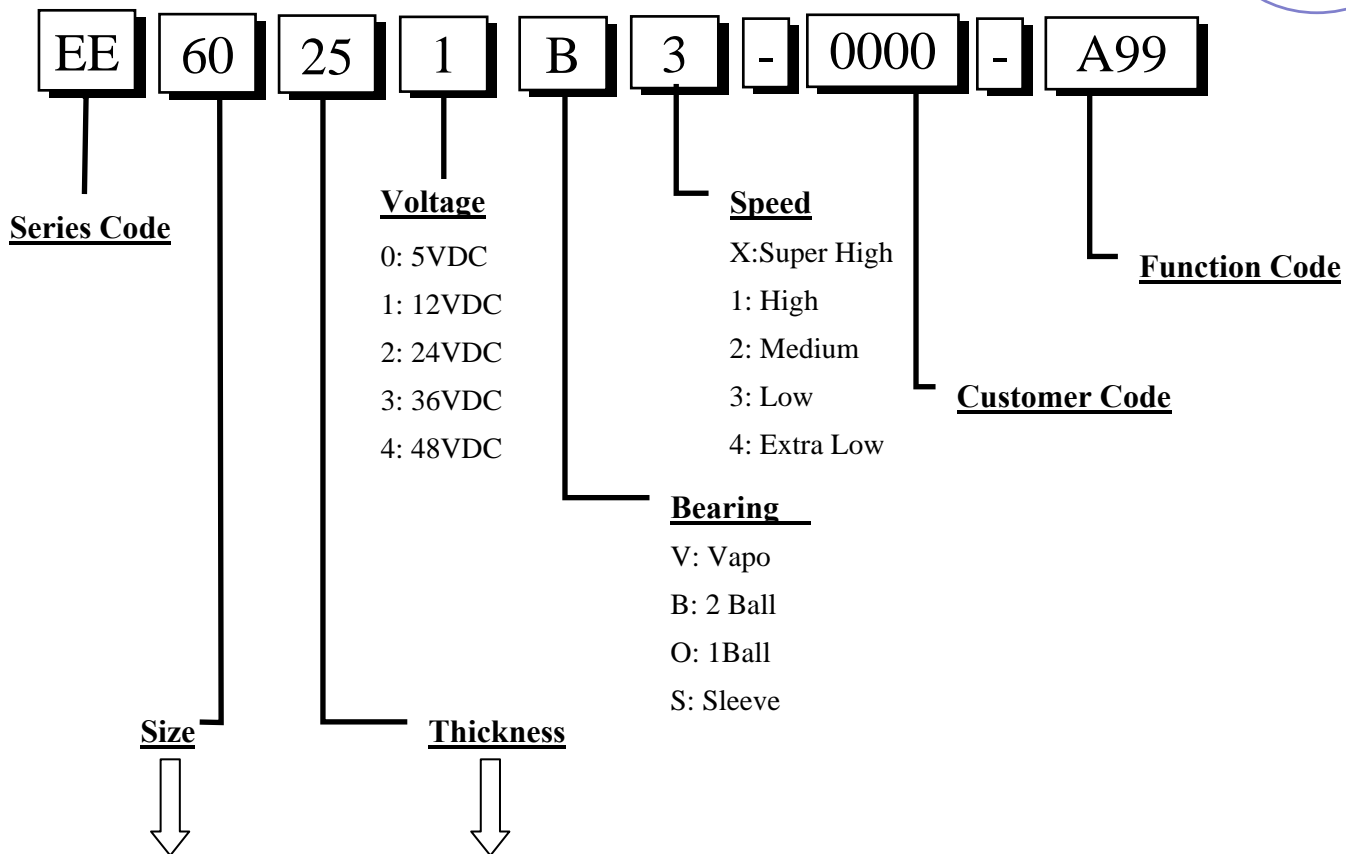 EE 60 25 1 B 3 - 0000 - A99
Series Code
Voltage
0: 5VDC
1: 12VDC
2: 24VDC
3: 36VDC
4: 48VDC
Speed
X:Super High
1: High
2: Medium
3: Low
4: Extra Low
Function Code
Customer Code
Bearing
V: Vapo
B: 2 Ball
O: 1Ball
S: Sleeve
Size
Thickness